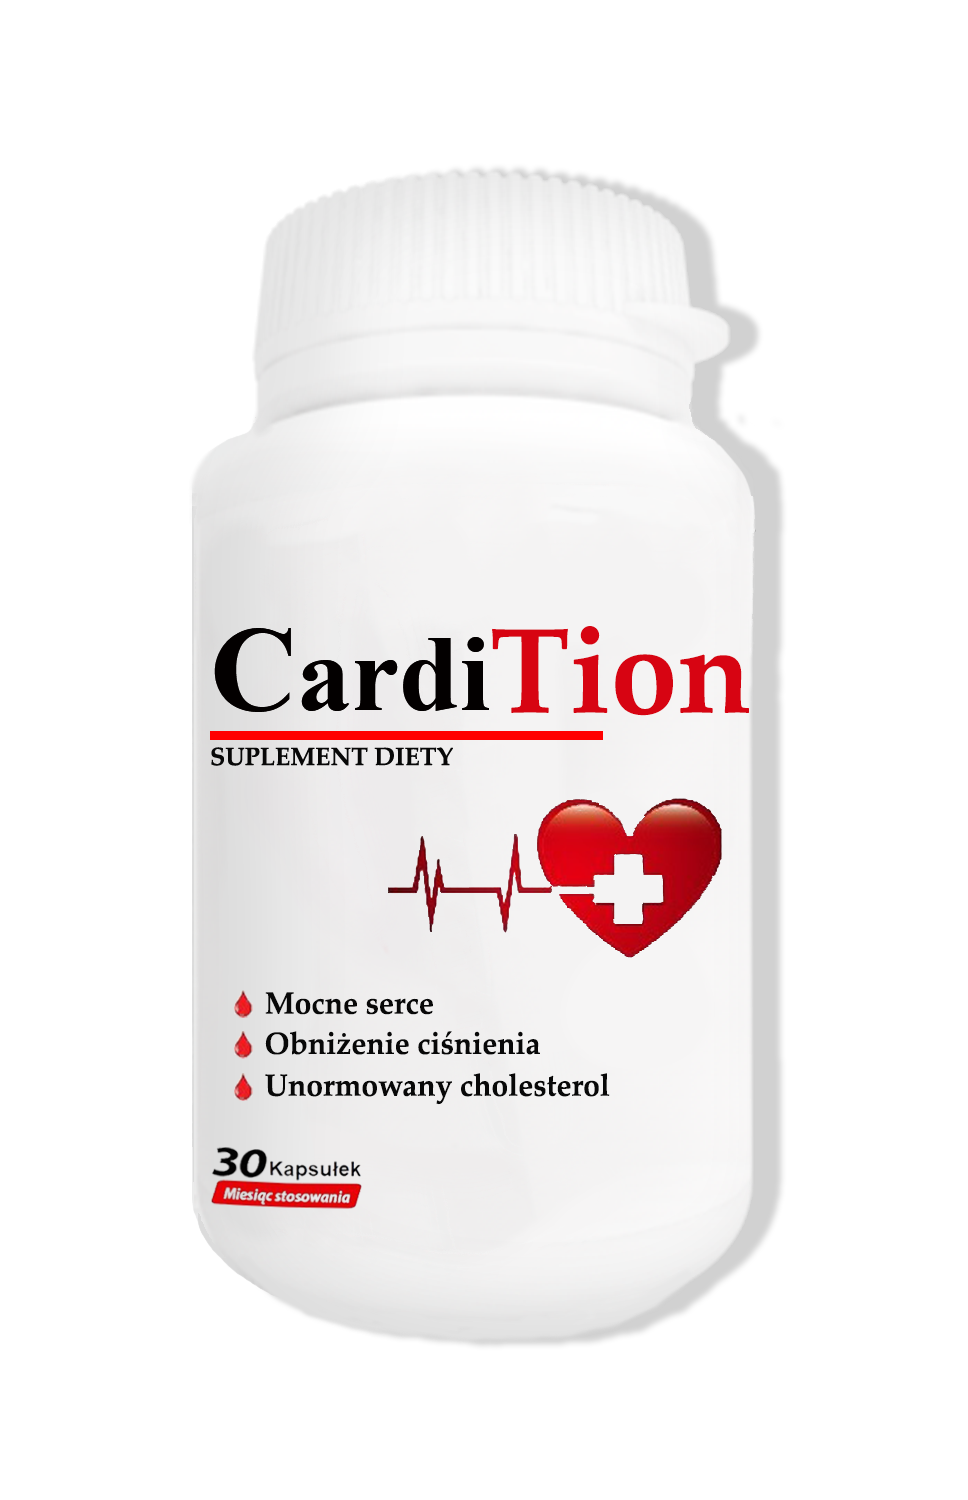 CardiTion
SUPLEMENT DIETY
Mocne serce
Obniżenie ciśnienia
Unormowany cholesterol
30 Kapsułek
Miesiąc stosowania